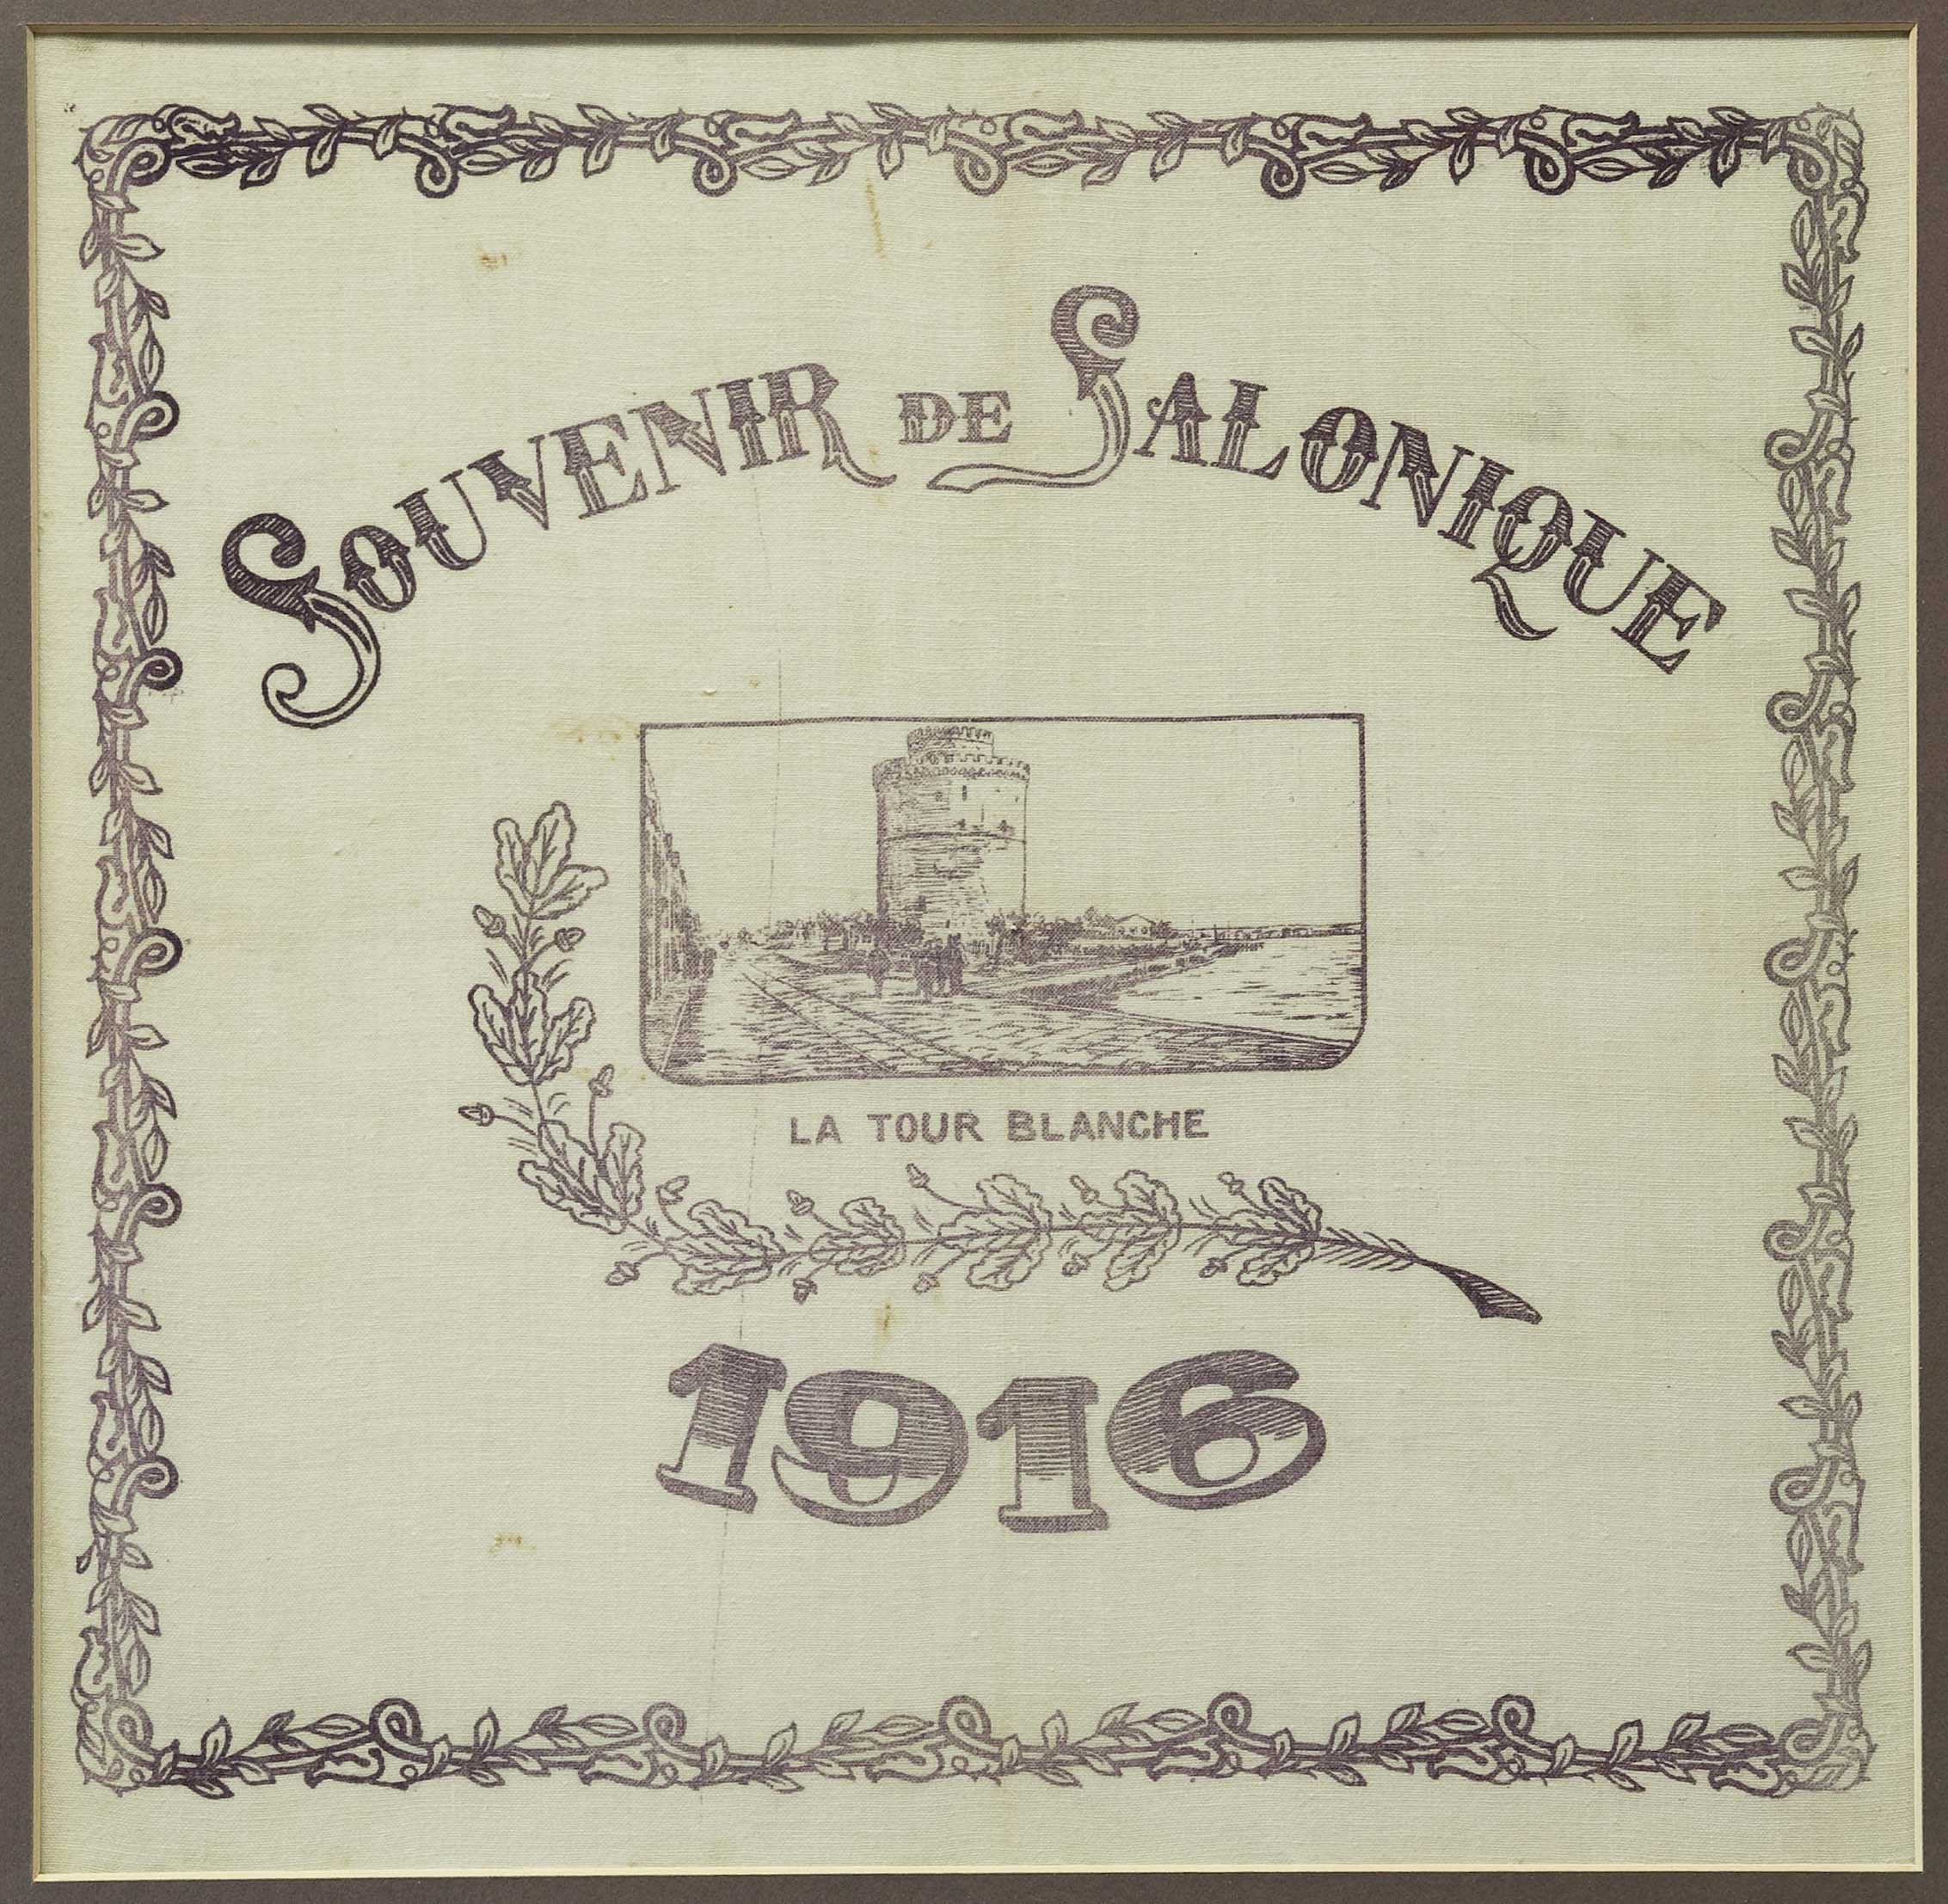 SOUVENIR DE SALONIQUE
LA TOUR BLANCHE
1916